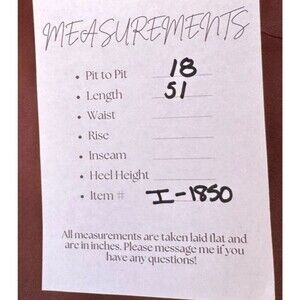 MEASUREMENTS
• Pit to Pit 18
• Length 51
• Waist
• Rise
• Inseam
• Heel Height
• Item # I-1850
All measurements are taken laid flat and
are in inches. Please message me if you
have any questions!